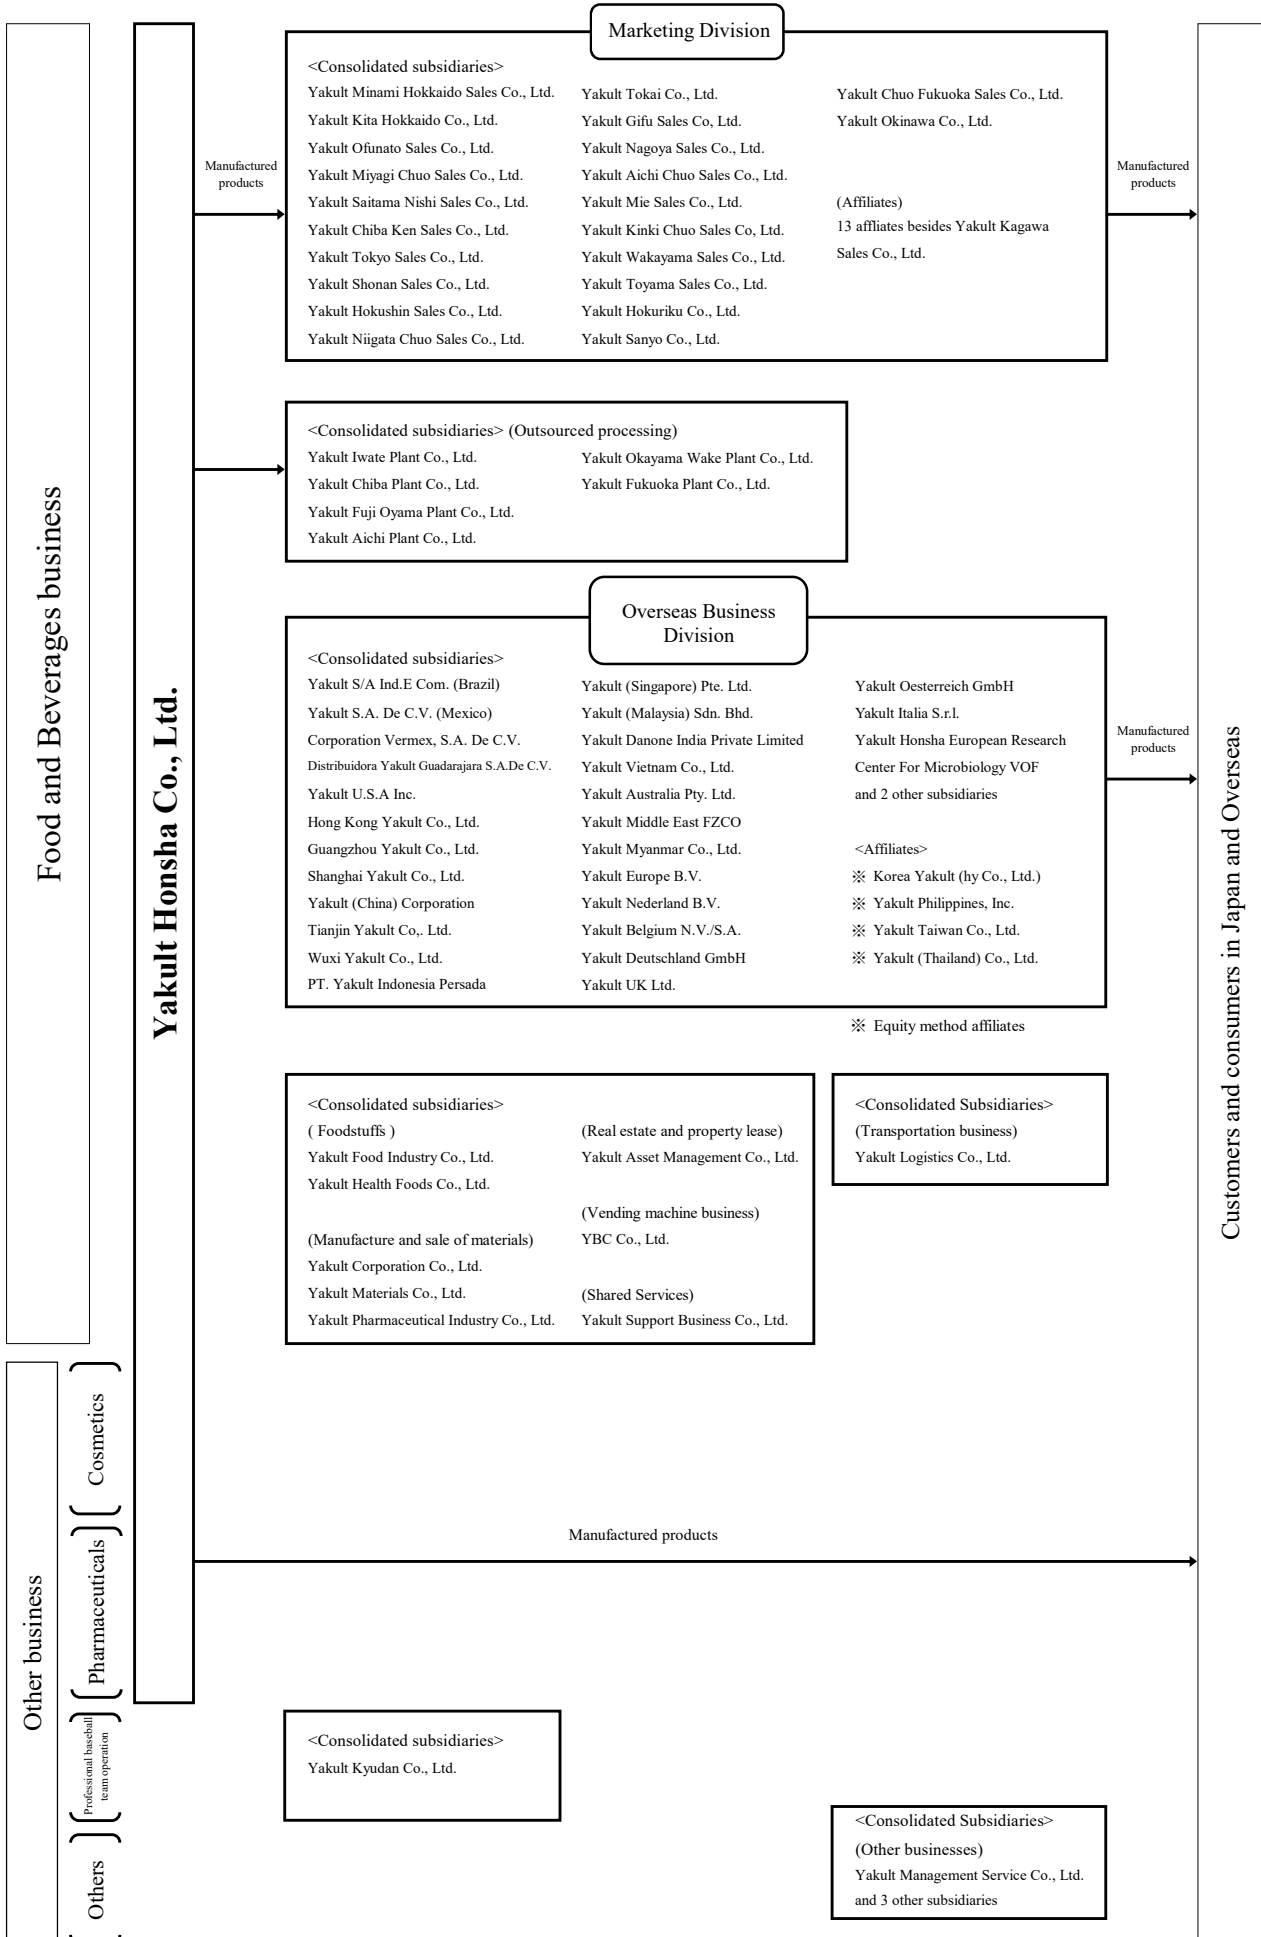 Food and Beverages business
Other business
Cosmetics
Pharmaceuticals
Professional baseball
team operation
Others
Yakult Honsha Co., Ltd.
Manufactured
products
Marketing Division
<Consolidated subsidiaries>
Yakult Minami Hokkaido Sales Co., Ltd.
Yakult Kita Hokkaido Co., Ltd.
Yakult Ofunato Sales Co., Ltd.
Yakult Miyagi Chuo Sales Co., Ltd.
Yakult Saitama Nishi Sales Co., Ltd.
Yakult Chiba Ken Sales Co., Ltd.
Yakult Tokyo Sales Co., Ltd.
Yakult Shonan Sales Co., Ltd.
Yakult Hokushin Sales Co., Ltd.
Yakult Niigata Chuo Sales Co., Ltd.
Yakult Tokai Co., Ltd.
Yakult Gifu Sales Co, Ltd.
Yakult Nagoya Sales Co., Ltd.
Yakult Aichi Chuo Sales Co., Ltd.
Yakult Mie Sales Co., Ltd.
Yakult Kinki Chuo Sales Co, Ltd.
Yakult Wakayama Sales Co., Ltd.
Yakult Toyama Sales Co., Ltd.
Yakult Hokuriku Co., Ltd.
Yakult Sanyo Co., Ltd.
Yakult Chuo Fukuoka Sales Co., Ltd.
Yakult Okinawa Co., Ltd.
(Affiliates)
13 affliates besides Yakult Kagawa
Sales Co., Ltd.
Manufactured
products
<Consolidated subsidiaries> (Outsourced processing)
Yakult Iwate Plant Co., Ltd.
Yakult Chiba Plant Co., Ltd.
Yakult Fuji Oyama Plant Co., Ltd.
Yakult Aichi Plant Co., Ltd.
Yakult Okayama Wake Plant Co., Ltd.
Yakult Fukuoka Plant Co., Ltd.
Overseas Business
Division
<Consolidated subsidiaries>
Yakult S/A Ind.E Com. (Brazil)
Yakult S.A. De C.V. (Mexico)
Corporation Vermex, S.A. De C.V.
Distribuidora Yakult Guadarajara S.A.De C.V.
Yakult U.S.A Inc.
Hong Kong Yakult Co., Ltd.
Guangzhou Yakult Co., Ltd.
Shanghai Yakult Co., Ltd.
Yakult (China) Corporation
Tianjin Yakult Co,. Ltd.
Wuxi Yakult Co., Ltd.
PT. Yakult Indonesia Persada
Yakult (Singapore) Pte. Ltd.
Yakult (Malaysia) Sdn. Bhd.
Yakult Danone India Private Limited
Yakult Vietnam Co., Ltd.
Yakult Australia Pty. Ltd.
Yakult Middle East FZCO
Yakult Myanmar Co., Ltd.
Yakult Europe B.V.
Yakult Nederland B.V.
Yakult Belgium N.V./S.A.
Yakult Deutschland GmbH
Yakult UK Ltd.
Yakult Oesterreich GmbH
Yakult Italia S.r.l.
Yakult Honsha European Research
Center For Microbiology VOF
and 2 other subsidiaries
<Affiliates>
※ Korea Yakult (hy Co., Ltd.)
※ Yakult Philippines, Inc.
※ Yakult Taiwan Co., Ltd.
※ Yakult (Thailand) Co., Ltd.
※ Equity method affiliates
Manufactured
products
<Consolidated subsidiaries>
( Foodstuffs )
Yakult Food Industry Co., Ltd.
Yakult Health Foods Co., Ltd.
(Manufacture and sale of materials)
Yakult Corporation Co., Ltd.
Yakult Materials Co., Ltd.
Yakult Pharmaceutical Industry Co., Ltd.
(Real estate and property lease)
Yakult Asset Management Co., Ltd.
(Vending machine business)
YBC Co., Ltd.
(Shared Services)
Yakult Support Business Co., Ltd.
<Consolidated Subsidiaries>
(Transportation business)
Yakult Logistics Co., Ltd.
Manufactured products
<Consolidated subsidiaries>
Yakult Kyudan Co., Ltd.
<Consolidated Subsidiaries>
(Other businesses)
Yakult Management Service Co., Ltd.
and 3 other subsidiaries
Customers and consumers in Japan and Overseas